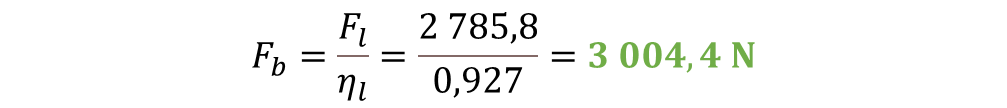 F_b = F_l / η_l = 2 785,8 / 0,927 = 3 004,4 N